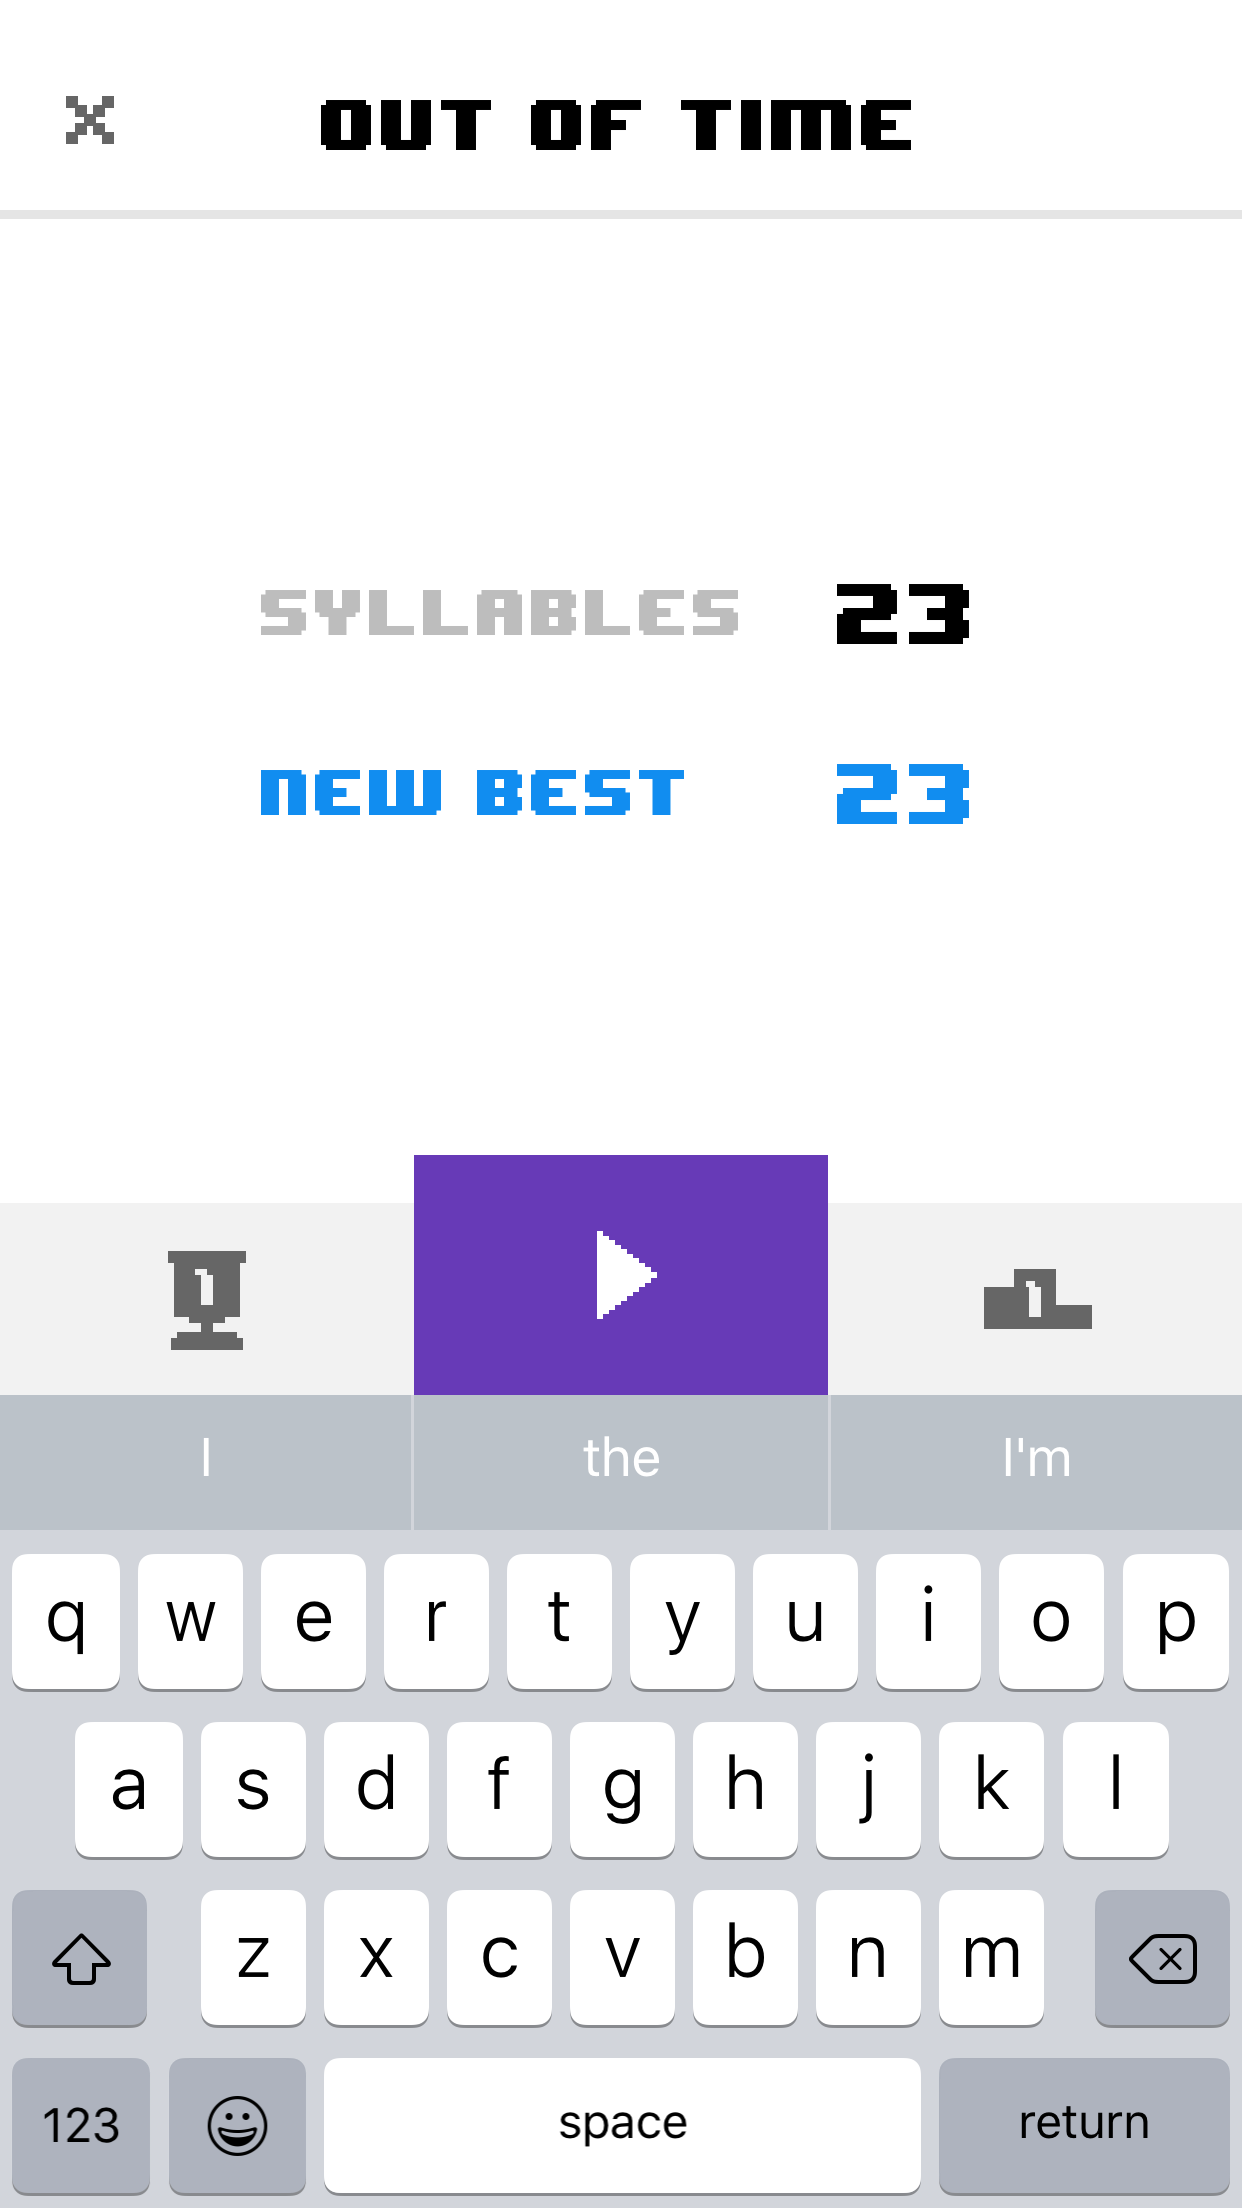 OUT OF TIME
SYLLABLES 23
NEW BEST 23
1 1
I the I'm
q w e r t y u i o p
a s d f g h j k l
z x c v b n m
123 space return